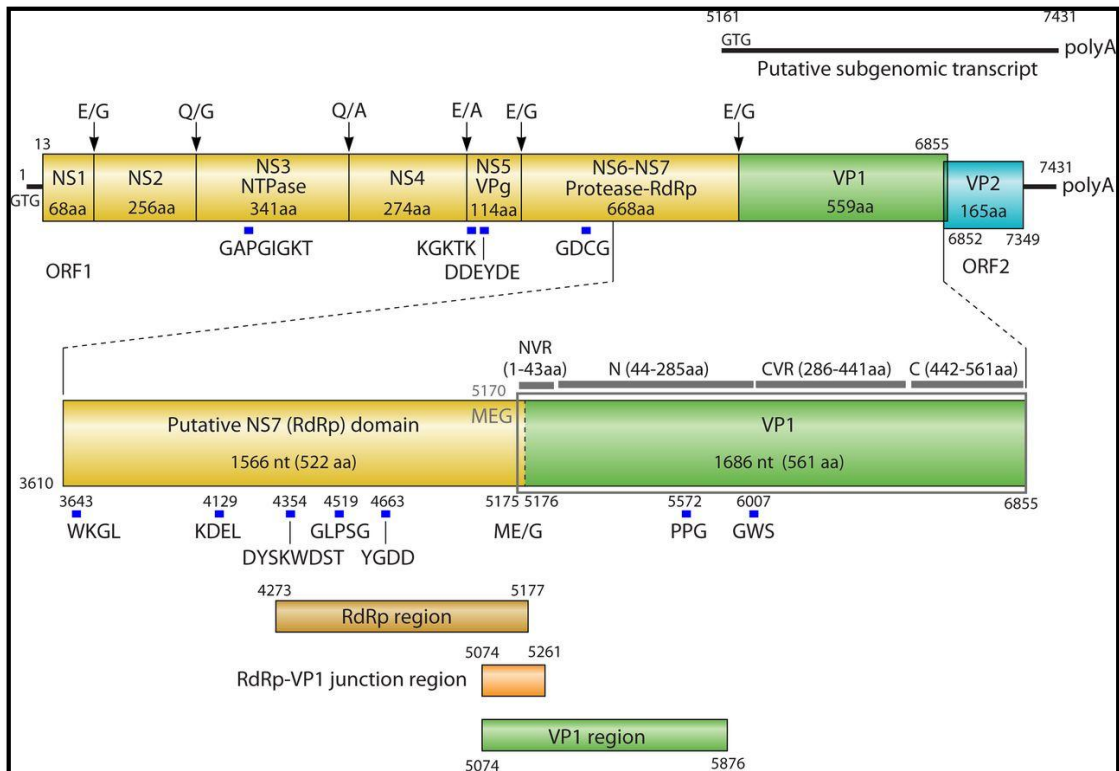 5161 7431
GTG polyA
Putative subgenomic transcript
E/G Q/G Q/A E/A E/G E/G
13 6855
1 GTG
NS1 68aa
NS2 256aa
NS3 NTPase 341aa
NS4 274aa
NS5 VPg 114aa
NS6-NS7 Protease-RdRp 668aa
VP1 559aa
VP2 165aa
7431 polyA
6852 7349
GAPGIGKT KGKTK GDCG
DDEYDE
ORF1 ORF2
NVR (1-43aa) N (44-285aa) CVR (286-441aa) C (442-561aa)
5170
MEG
Putative NS7 (RdRp) domain VP1
1566 nt (522 aa) 1686 nt (561 aa)
3610
3643 4129 4354 4519 4663 5175 5176 5572 6007 6855
WKGL KDEL GLPSG YGDD ME/G PPG GWS
DYSKWDST
4273 5177
RdRp region
5074 5261
RdRp-VP1 junction region
VP1 region
5074 5876